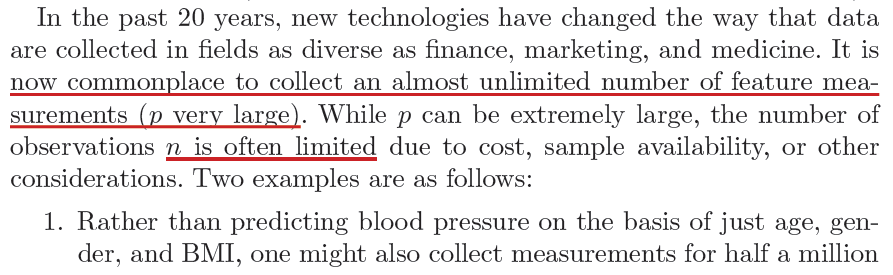 In the past 20 years, new technologies have changed the way that data
are collected in fields as diverse as finance, marketing, and medicine. It is
now commonplace to collect an almost unlimited number of feature mea-
surements (p very large). While p can be extremely large, the number of
observations n is often limited due to cost, sample availability, or other
considerations. Two examples are as follows:
1. Rather than predicting blood pressure on the basis of just age, gen-
der, and BMI, one might also collect measurements for half a million